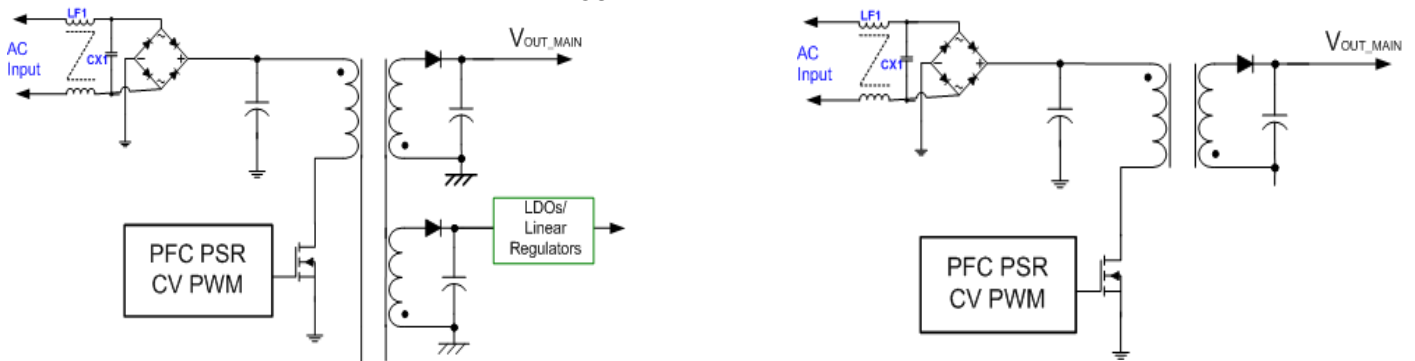 LF1
AC
Input
CX1
VOUT_MAIN
LDOs/
Linear
Regulators
PFC PSR
CV PWM
LF1
AC
Input
CX1
VOUT_MAIN
PFC PSR
CV PWM